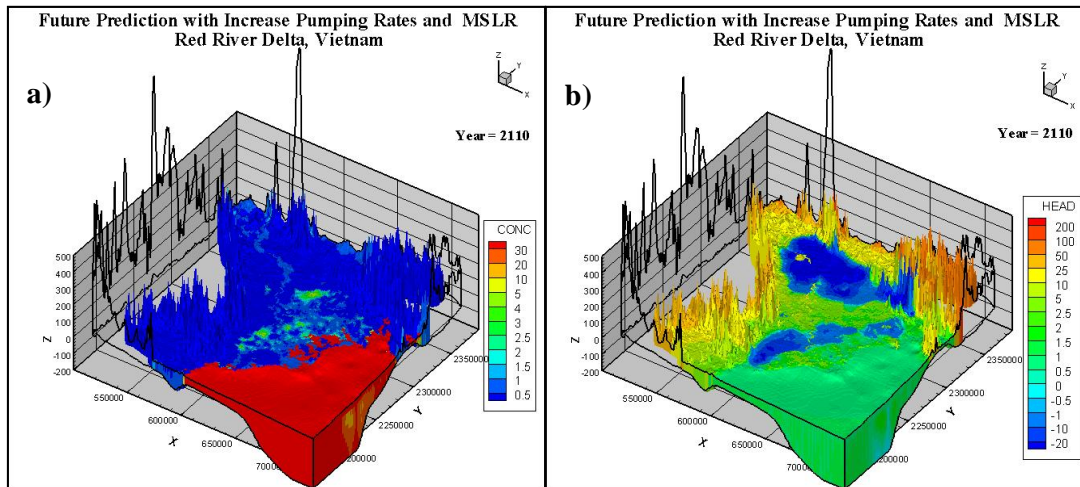 Future Prediction with Increase Pumping Rates and MSLR
Red River Delta, Vietnam
a)
Z
Y
X
Year = 2110
CONC
30
20
10
5
4
3
2.5
2
1.5
1
0.5
500
400
300
200
100
0
-100
-200
Z
550000
600000
650000
X
2350000
2300000
2250000
Y
Future Prediction with Increase Pumping Rates and MSLR
Red River Delta, Vietnam
b)
Z
Y
X
Year = 2110
HEAD
200
100
50
25
10
5
2
1.5
1
0.5
0
-0.5
-1
-10
-20
500
400
300
200
100
0
-100
-200
Z
550000
600000
650000
X
2350000
2300000
2250000
Y